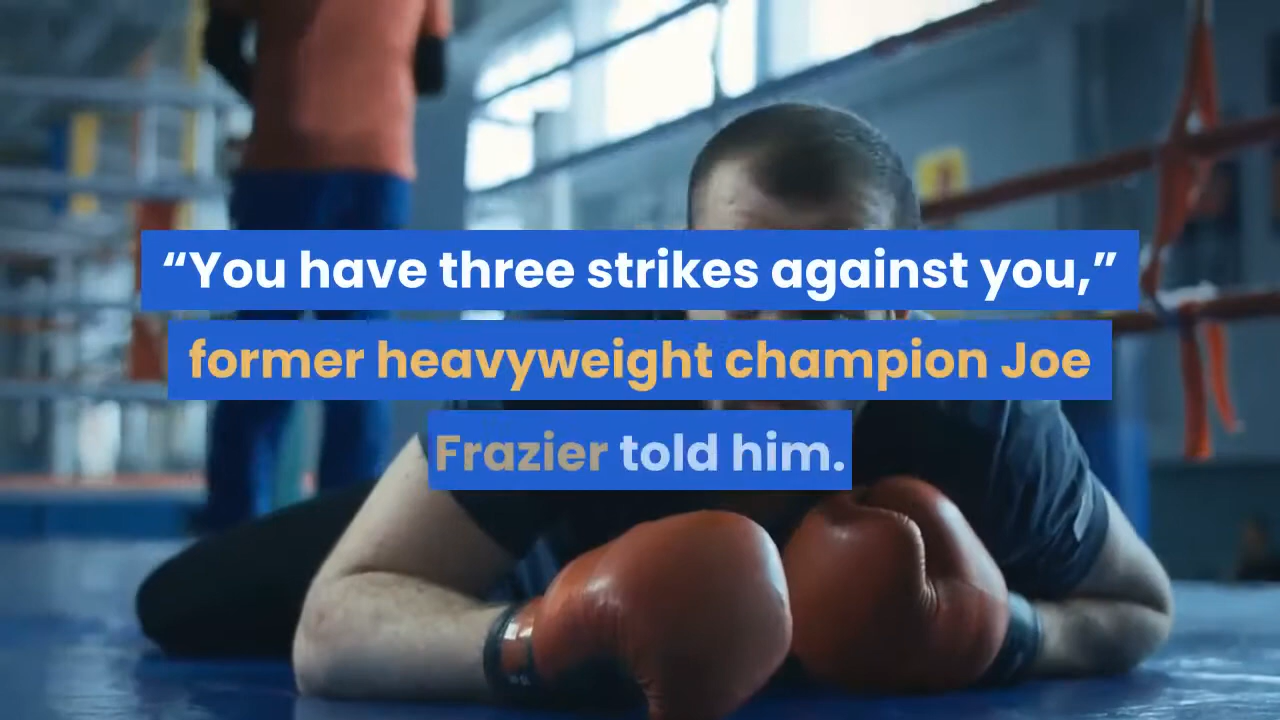 “You have three strikes against you,”
former heavyweight champion Joe
Frazier told him.